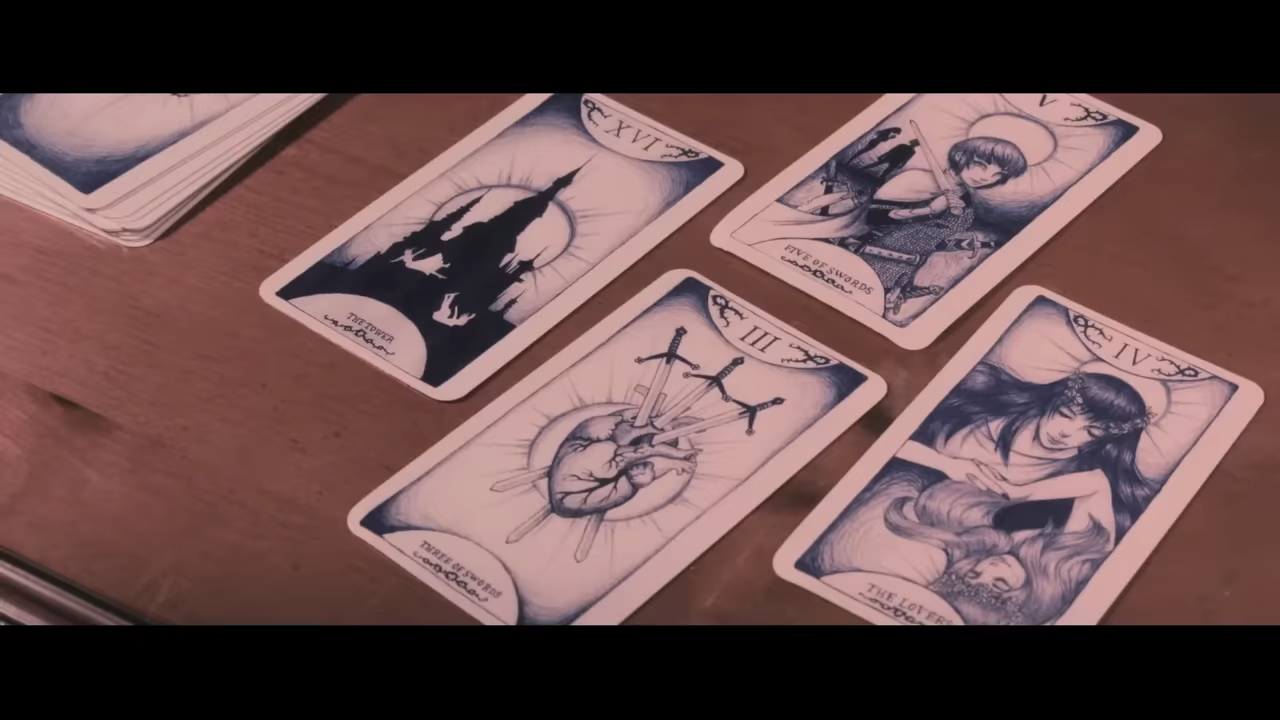 XVI
THE TOWER
V
FIVE OF SWORDS
III
THREE OF SWORDS
IV
THE LOVERS